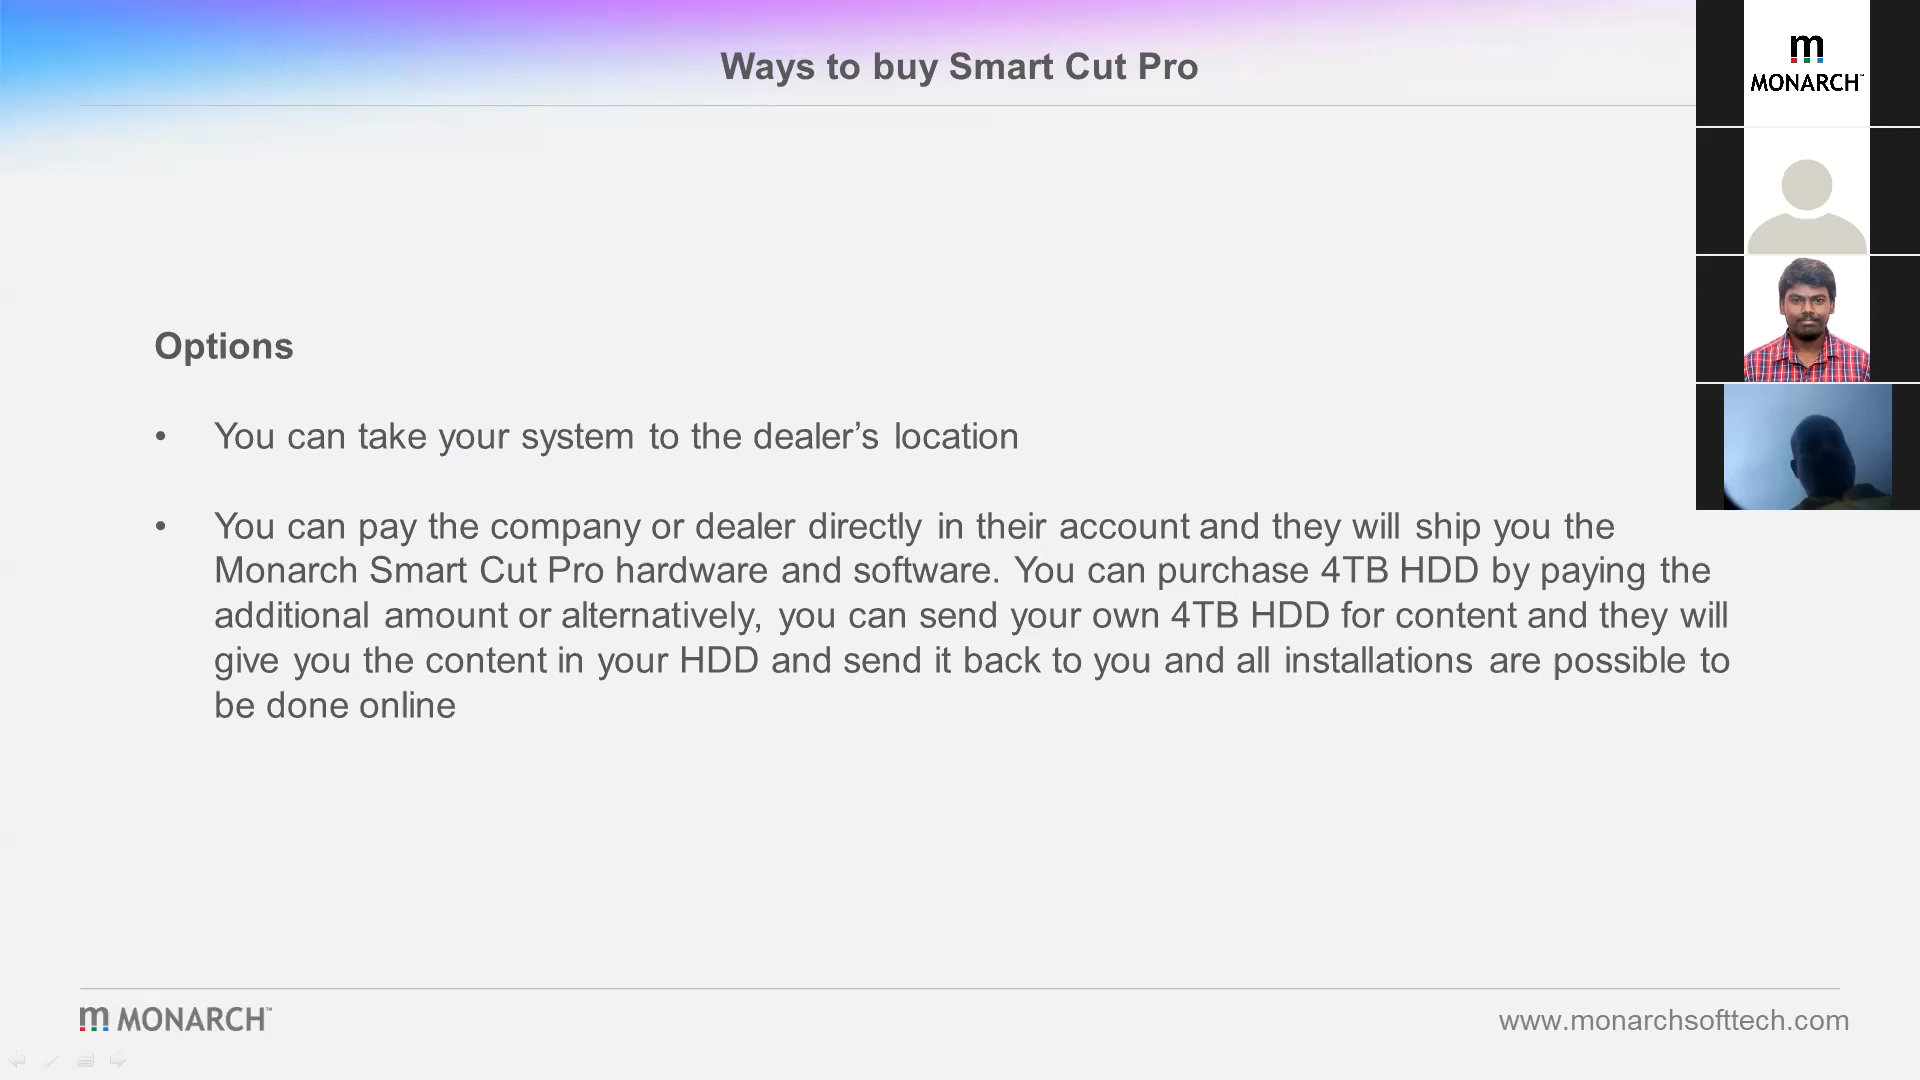 Ways to buy Smart Cut Pro
m
MONARCH™
Options
• You can take your system to the dealer’s location
• You can pay the company or dealer directly in their account and they will ship you the
Monarch Smart Cut Pro hardware and software. You can purchase 4TB HDD by paying the
additional amount or alternatively, you can send your own 4TB HDD for content and they will
give you the content in your HDD and send it back to you and all installations are possible to
be done online
m MONARCH™
www.monarchsofttech.com